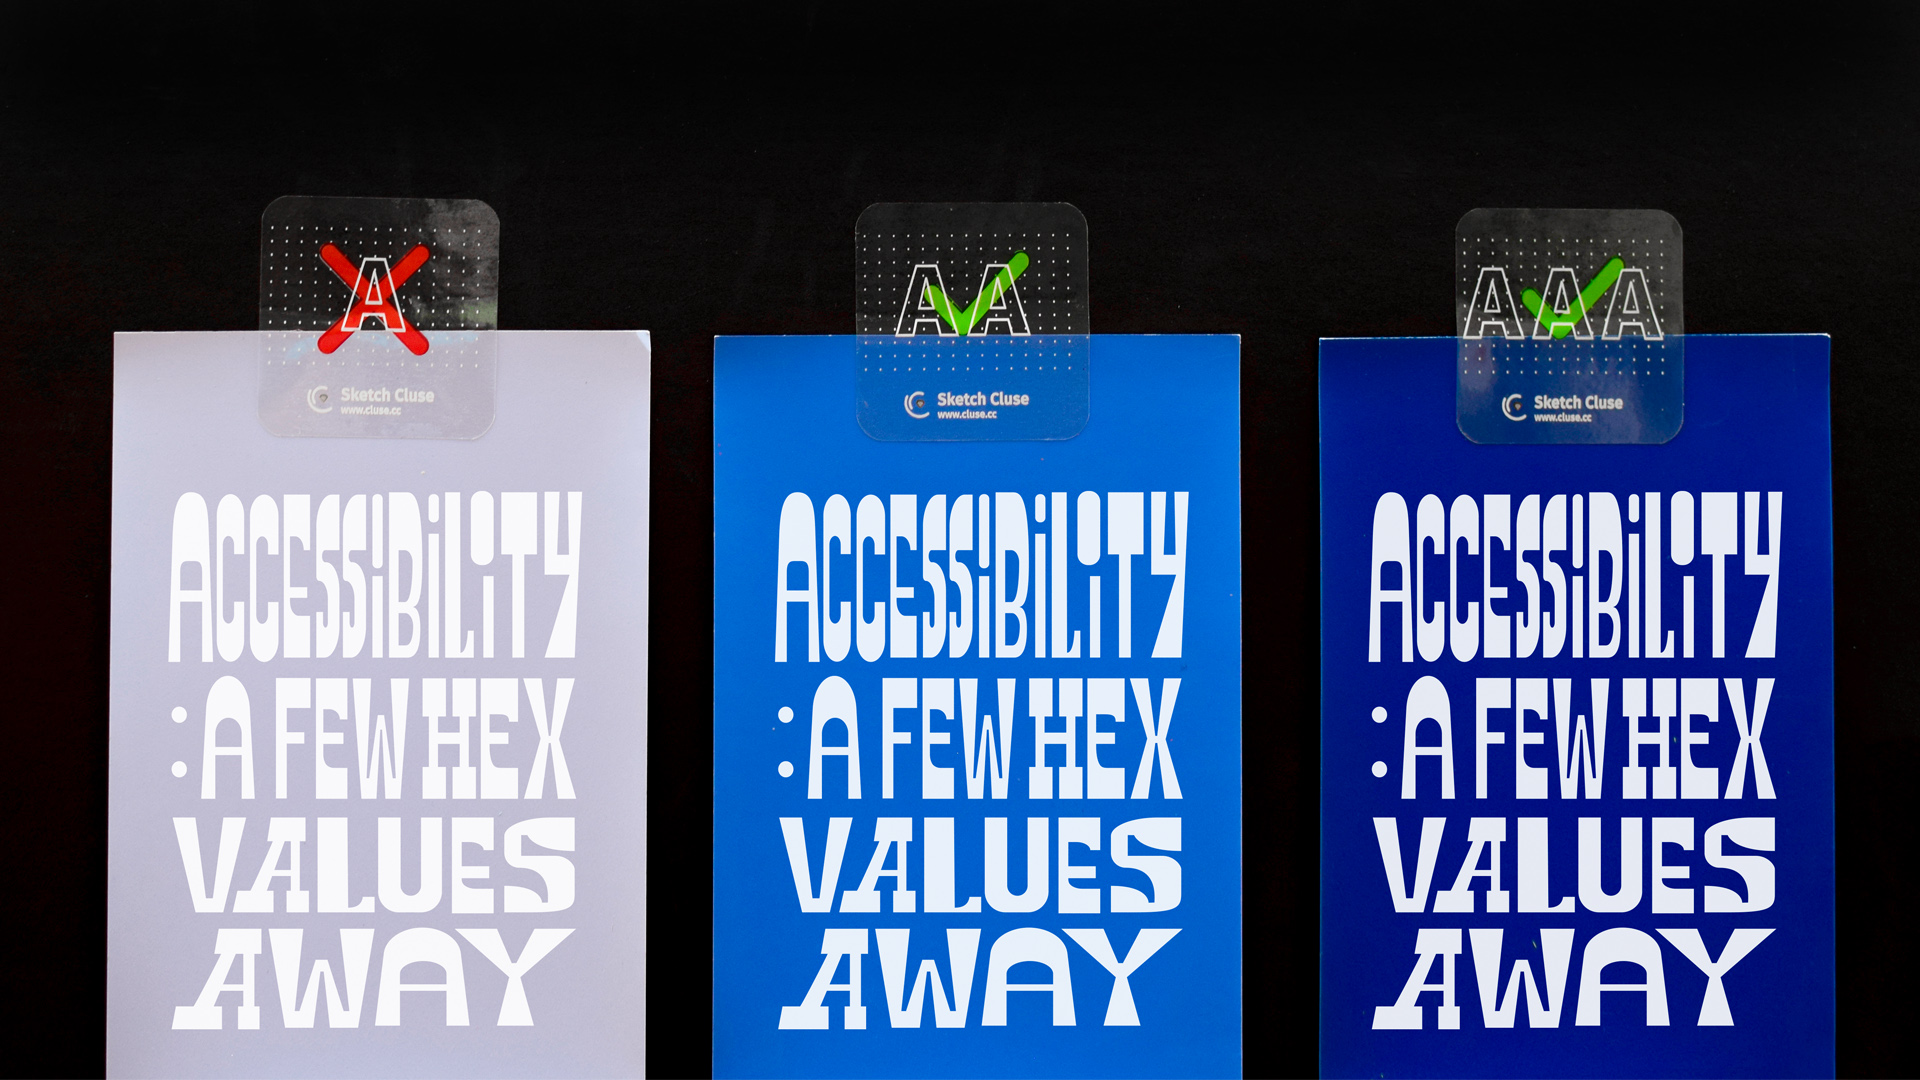 A
Sketch Cluse
www.cluse.cc
ACCESSiBiLiTY
:A FEW HEX
VALUES
AWAY
AA
Sketch Cluse
www.cluse.cc
ACCESSiBiLiTY
:A FEW HEX
VALUES
AWAY
AAA
Sketch Cluse
www.cluse.cc
ACCESSiBiLiTY
:A FEW HEX
VALUES
AWAY